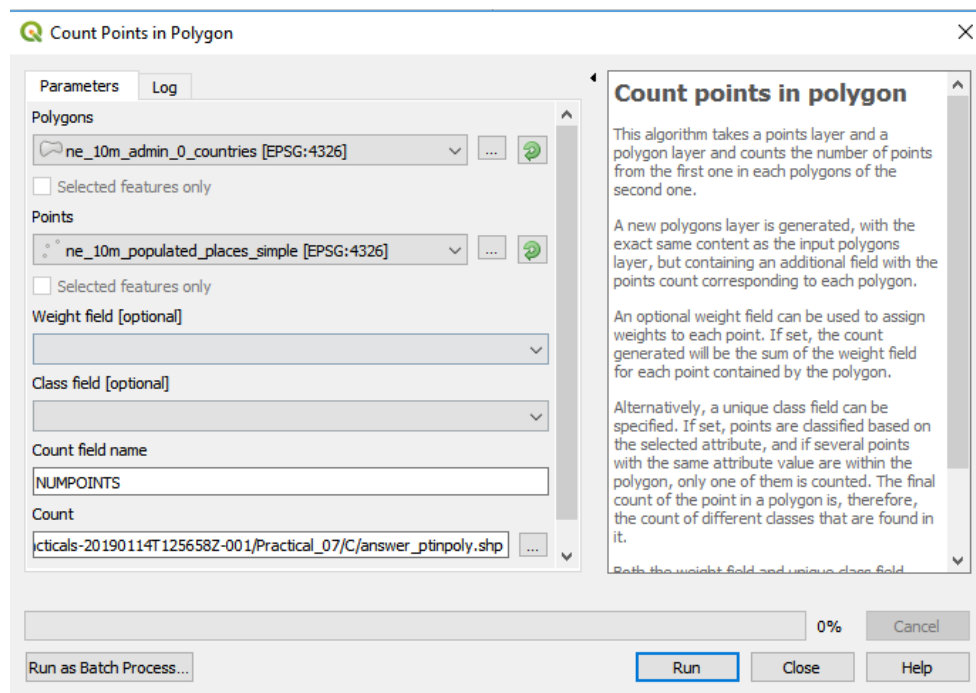 Count Points in Polygon
Parameters
Log
Polygons
ne_10m_admin_0_countries [EPSG:4326]
...
Selected features only
Points
ne_10m_populated_places_simple [EPSG:4326]
...
Selected features only
Weight field [optional]
Class field [optional]
Count field name
NUMPOINTS
Count
acticals-20190114T125658Z-001/Practical_07/C/answer_ptinpoly.shp
...
Count points in polygon
This algorithm takes a points layer and a
polygon layer and counts the number of points
from the first one in each polygons of the
second one.
A new polygons layer is generated, with the
exact same content as the input polygons
layer, but containing an additional field with the
points count corresponding to each polygon.
An optional weight field can be used to assign
weights to each point. If set, the count
generated will be the sum of the weight field
for each point contained by the polygon.
Alternatively, a unique class field can be
specified. If set, points are classified based on
the selected attribute, and if several points
with the same attribute value are within the
polygon, only one of them is counted. The final
count of the point in a polygon is, therefore,
the count of different classes that are found in
it.
Both the weight field and unique class field
0%
Cancel
Run as Batch Process...
Run
Close
Help